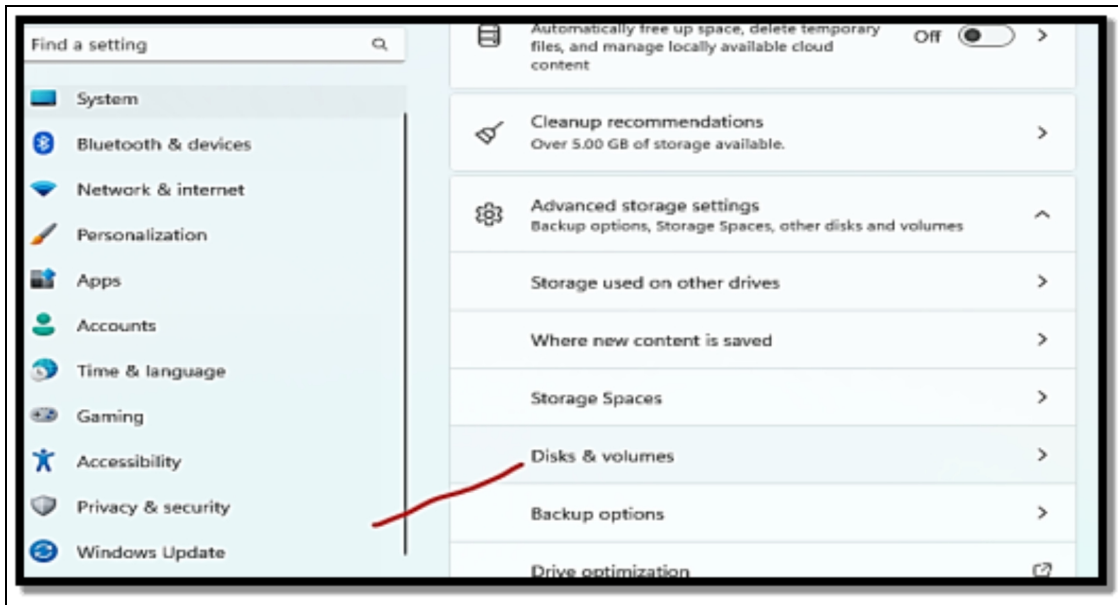 Find a setting
System
Bluetooth & devices
Network & internet
Personalization
Apps
Accounts
Time & language
Gaming
Accessibility
Privacy & security
Windows Update
Automatically free up space, delete temporary
files, and manage locally available cloud
content
Off
Cleanup recommendations
Over 5.00 GB of storage available.
Advanced storage settings
Backup options, Storage Spaces, other disks and volumes
Storage used on other drives
Where new content is saved
Storage Spaces
Disks & volumes
Backup options
Drive optimization